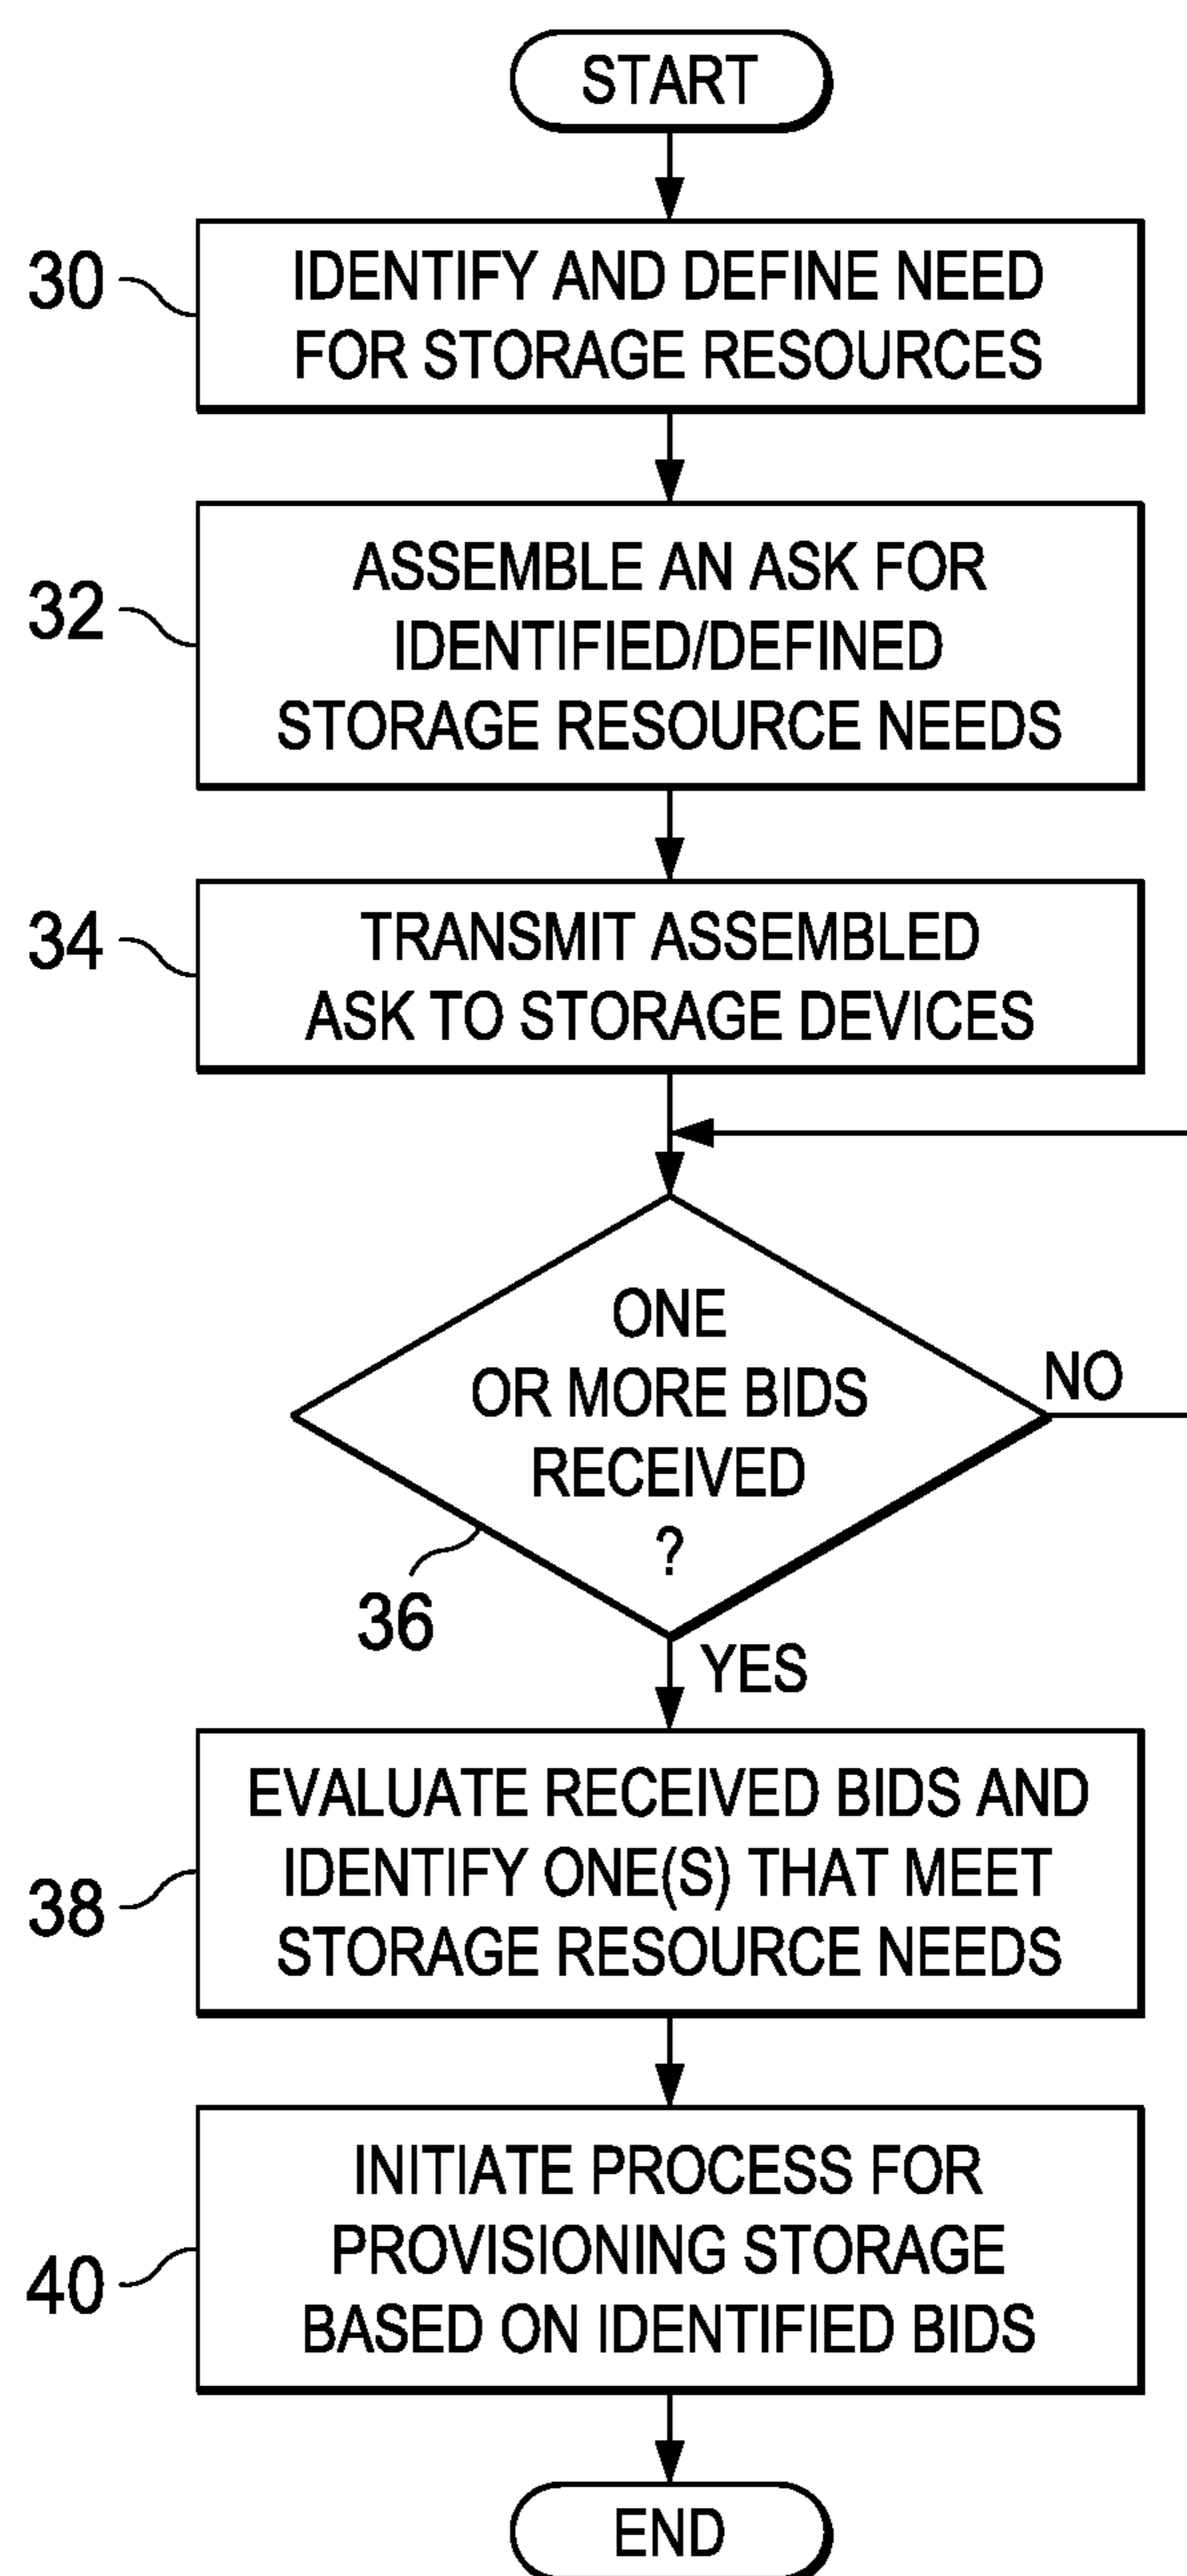 START
30
IDENTIFY AND DEFINE NEED
FOR STORAGE RESOURCES
32
ASSEMBLE AN ASK FOR
IDENTIFIED/DEFINED
STORAGE RESOURCE NEEDS
34
TRANSMIT ASSEMBLED
ASK TO STORAGE DEVICES
ONE
OR MORE BIDS
RECEIVED
?
NO
36
YES
38
EVALUATE RECEIVED BIDS AND
IDENTIFY ONE(S) THAT MEET
STORAGE RESOURCE NEEDS
40
INITIATE PROCESS FOR
PROVISIONING STORAGE
BASED ON IDENTIFIED BIDS
END